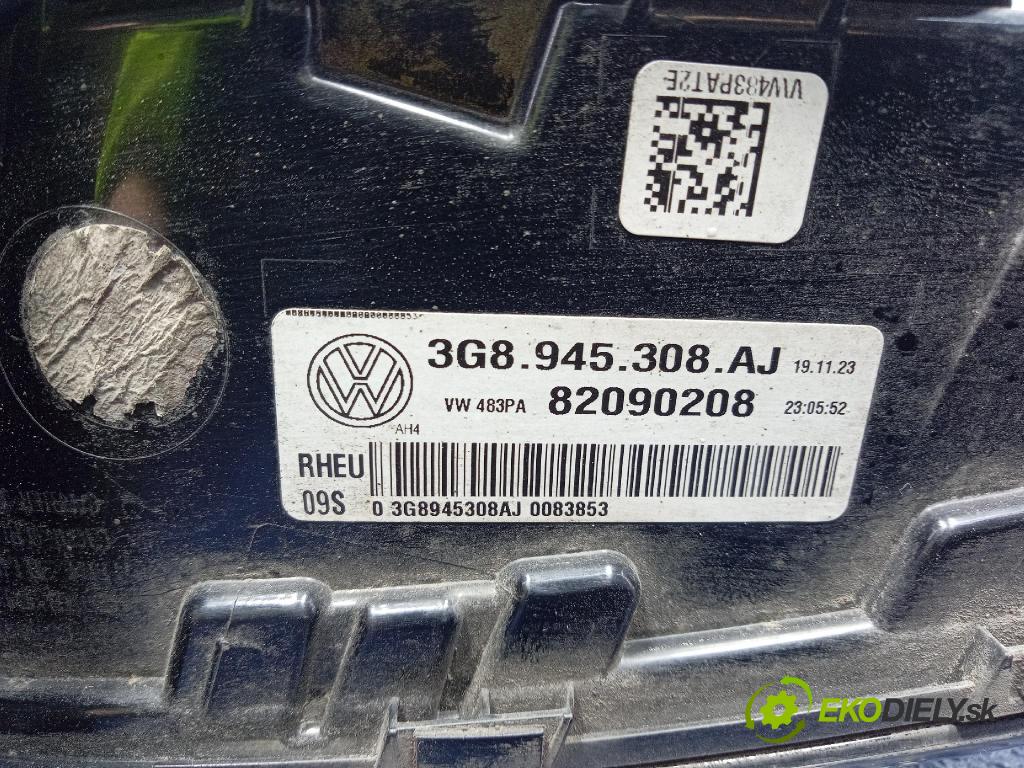 VW483PAT2E
3G8.945.308.AJ 19.11.23
VW 483PA 82090208 23:05:52
AH4
RHEU
09S 0 3G8945308AJ 0083853
EKODIELY.sk